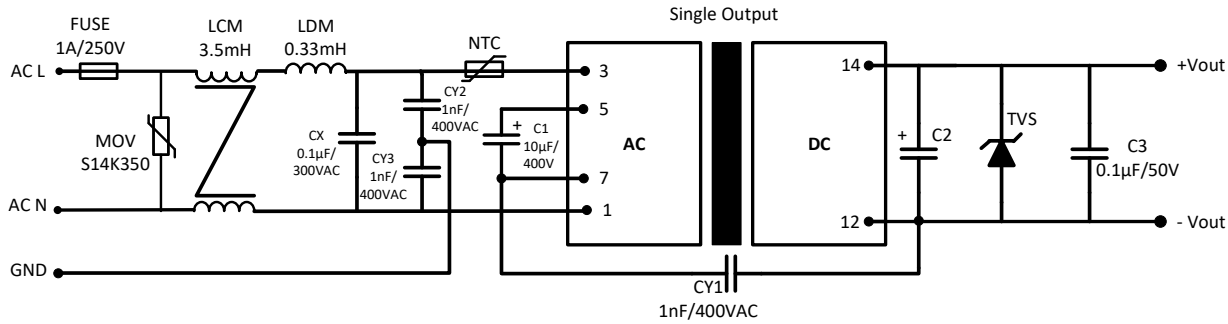 Single Output
FUSE
1A/250V
LCM
3.5mH
LDM
0.33mH
NTC
AC L
3
14
+Vout
CY2
1nF/
400VAC
5
MOV
S14K350
CX
0.1µF/
300VAC
CY3
1nF/
400VAC
+
C1
10µF/
400V
AC
DC
+
C2
TVS
C3
0.1µF/50V
7
AC N
1
12
- Vout
GND
CY1
1nF/400VAC